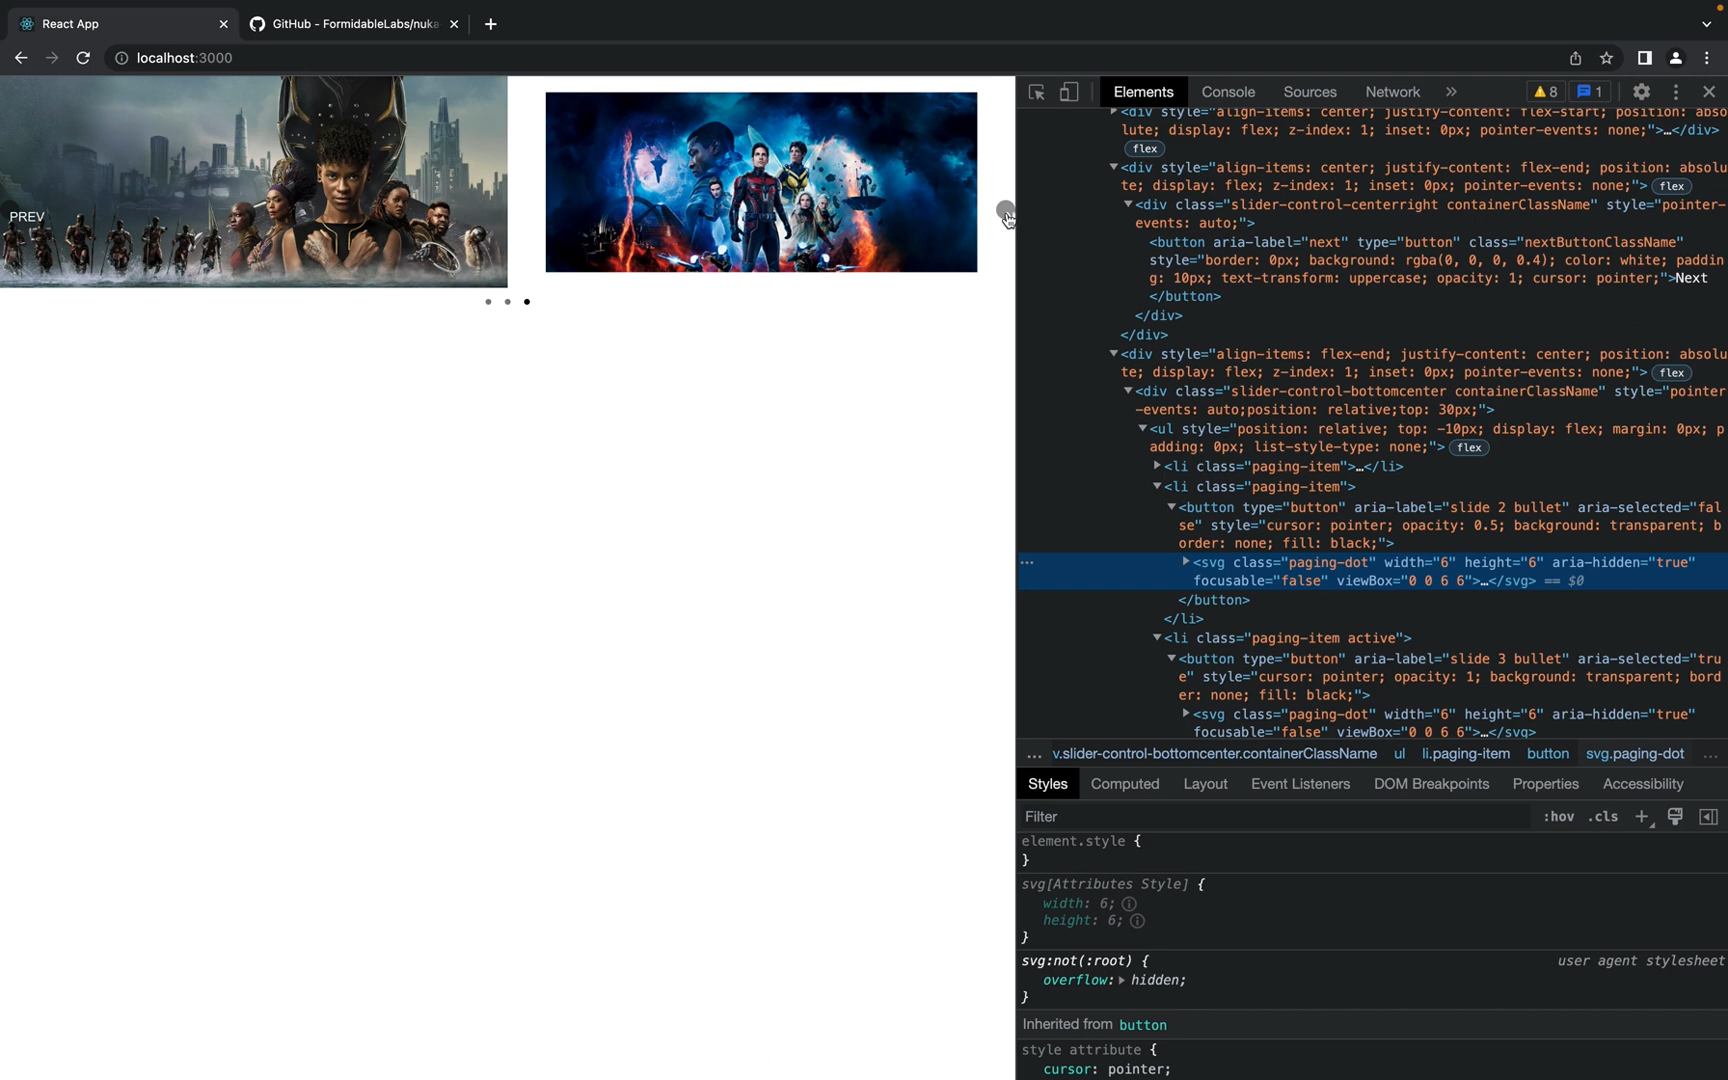 React App
GitHub - FormidableLabs/nuka
localhost:3000
PREV
Elements
Console
Sources
Network
8
1
<div style="align-items: center; justify-content: flex-start; position: abso
lute; display: flex; z-index: 1; inset: 0px; pointer-events: none;">…</div>
flex
<div style="align-items: center; justify-content: flex-end; position: absolu
te; display: flex; z-index: 1; inset: 0px; pointer-events: none;"> flex
<div class="slider-control-centerright containerClassName" style="pointer-
events: auto;">
<button aria-label="next" type="button" class="nextButtonClassName"
style="border: 0px; background: rgba(0, 0, 0, 0.4); color: white; paddin
g: 10px; text-transform: uppercase; opacity: 1; cursor: pointer;">Next
</button>
</div>
</div>
<div style="align-items: flex-end; justify-content: center; position: absolu
te; display: flex; z-index: 1; inset: 0px; pointer-events: none;"> flex
<div class="slider-control-bottomcenter containerClassName" style="pointer
-events: auto;position: relative;top: 30px;">
<ul style="position: relative; top: -10px; display: flex; margin: 0px; p
adding: 0px; list-style-type: none;"> flex
<li class="paging-item">…</li>
<li class="paging-item">
<button type="button" aria-label="slide 2 bullet" aria-selected="fal
se" style="cursor: pointer; opacity: 0.5; background: transparent; b
order: none; fill: black;">
… <svg class="paging-dot" width="6" height="6" aria-hidden="true"
focusable="false" viewBox="0 0 6 6">…</svg> == $0
</button>
</li>
<li class="paging-item active">
<button type="button" aria-label="slide 3 bullet" aria-selected="tru
e" style="cursor: pointer; opacity: 1; background: transparent; bord
er: none; fill: black;">
<svg class="paging-dot" width="6" height="6" aria-hidden="true"
focusable="false" viewBox="0 0 6 6">…</svg>
… v.slider-control-bottomcenter.containerClassName ul li.paging-item button svg.paging-dot …
Styles
Computed
Layout
Event Listeners
DOM Breakpoints
Properties
Accessibility
Filter
:hov
.cls
element.style {
}
svg[Attributes Style] {
width: 6;
height: 6;
}
svg:not(:root) {
user agent stylesheet
overflow: hidden;
}
Inherited from button
style attribute {
cursor: pointer;